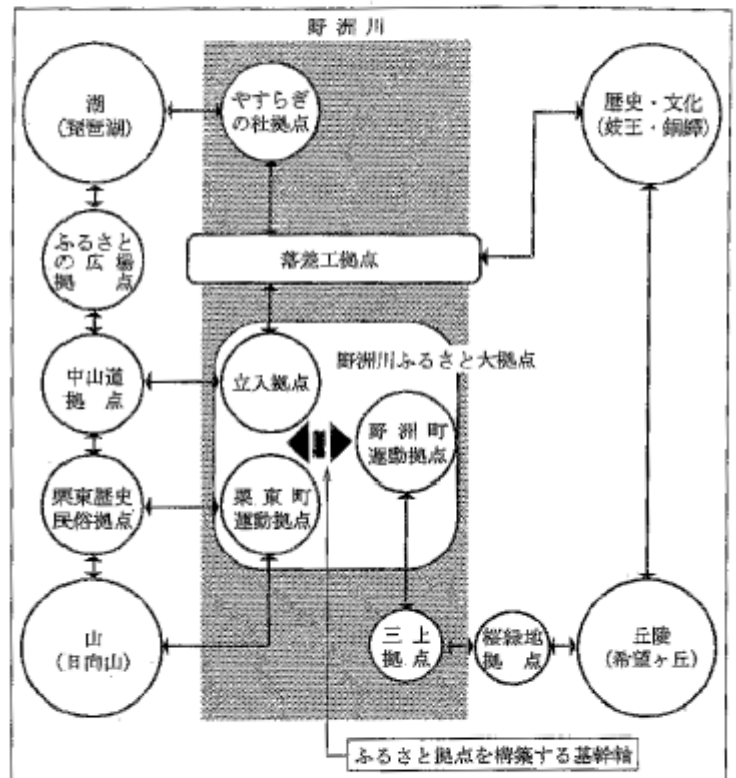 野洲川
湖
(琵琶湖)
やすらぎ
の杜拠点
歴史・文化
(妓王・銅鐸)
ふるさと
の広場
拠点
落差工拠点
野洲川ふるさと大拠点
中山道
拠点
立入拠点
野洲町
運動拠点
栗東歴史
民俗拠点
栗東町
運動拠点
山
(日向山)
三上
拠点
桜緑地
拠点
丘陵
(希望ヶ丘)
ふるさと拠点を構築する基幹軸